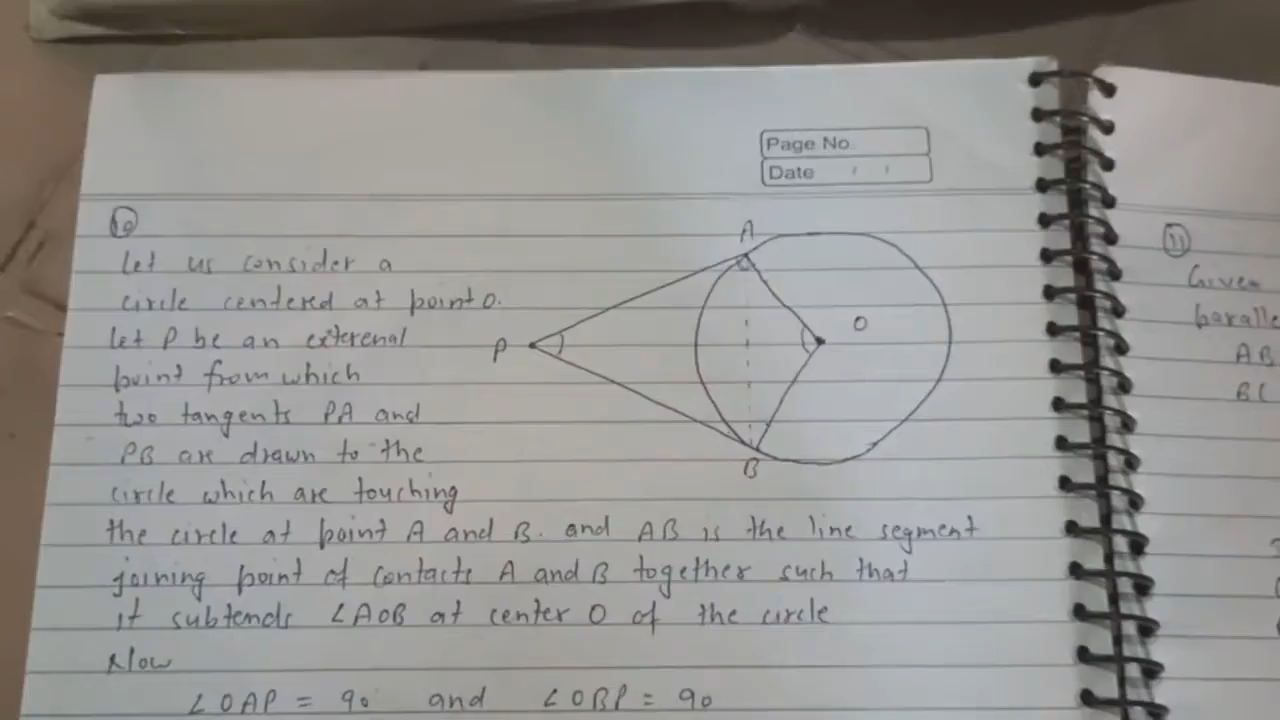 Page No.
Date / /
10
Let us consider a
circle centered at point O.
let P be an exterenal
point from which
two tangents PA and
PB are drawn to the
circle which are touching
the circle at point A and B. and AB is the line segment
joining point of contacts A and B together such that
it subtends ∠AOB at center O of the circle
Now
∠OAP = 90 and ∠OBP = 90
A
P
O
B
11
Given
paralle
AB
BC